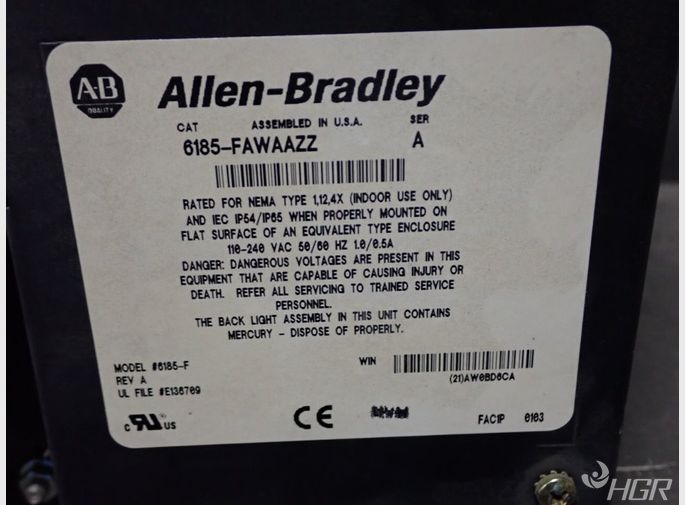 A-B
QUALITY
Allen-Bradley
CAT ASSEMBLED IN U.S.A. SER
6185-FAWAAZZ A
RATED FOR NEMA TYPE 1,12,4X (INDOOR USE ONLY)
AND IEC IP54/IP65 WHEN PROPERLY MOUNTED ON
FLAT SURFACE OF AN EQUIVALENT TYPE ENCLOSURE
110-240 VAC 50/60 HZ 1.0/0.5A
DANGER: DANGEROUS VOLTAGES ARE PRESENT IN THIS
EQUIPMENT THAT ARE CAPABLE OF CAUSING INJURY OR
DEATH. REFER ALL SERVICING TO TRAINED SERVICE
PERSONNEL.
THE BACK LIGHT ASSEMBLY IN THIS UNIT CONTAINS
MERCURY - DISPOSE OF PROPERLY.
MODEL #6185-F WIN
REV A (21)AW0BD6CA
UL FILE #E136709
c RU US CE FAC1P 0103
HGR